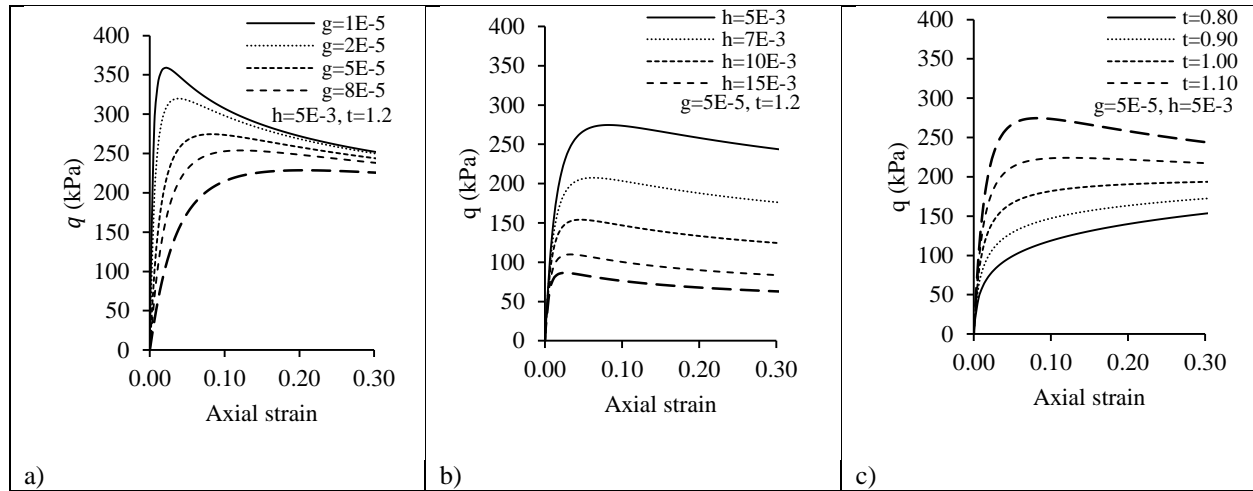 400
350
300
250
200
150
100
50
0
q (kPa)
0.00 0.10 0.20 0.30
Axial strain
g=1E-5
g=2E-5
g=5E-5
g=8E-5
h=5E-3, t=1.2
a)
400
350
300
250
200
150
100
50
0
q (kPa)
0.00 0.10 0.20 0.30
Axial strain
h=5E-3
h=7E-3
h=10E-3
h=15E-3
g=5E-5, t=1.2
b)
400
350
300
250
200
150
100
50
0
q (kPa)
0.00 0.10 0.20 0.30
Axial strain
t=0.80
t=0.90
t=1.00
t=1.10
g=5E-5, h=5E-3
c)